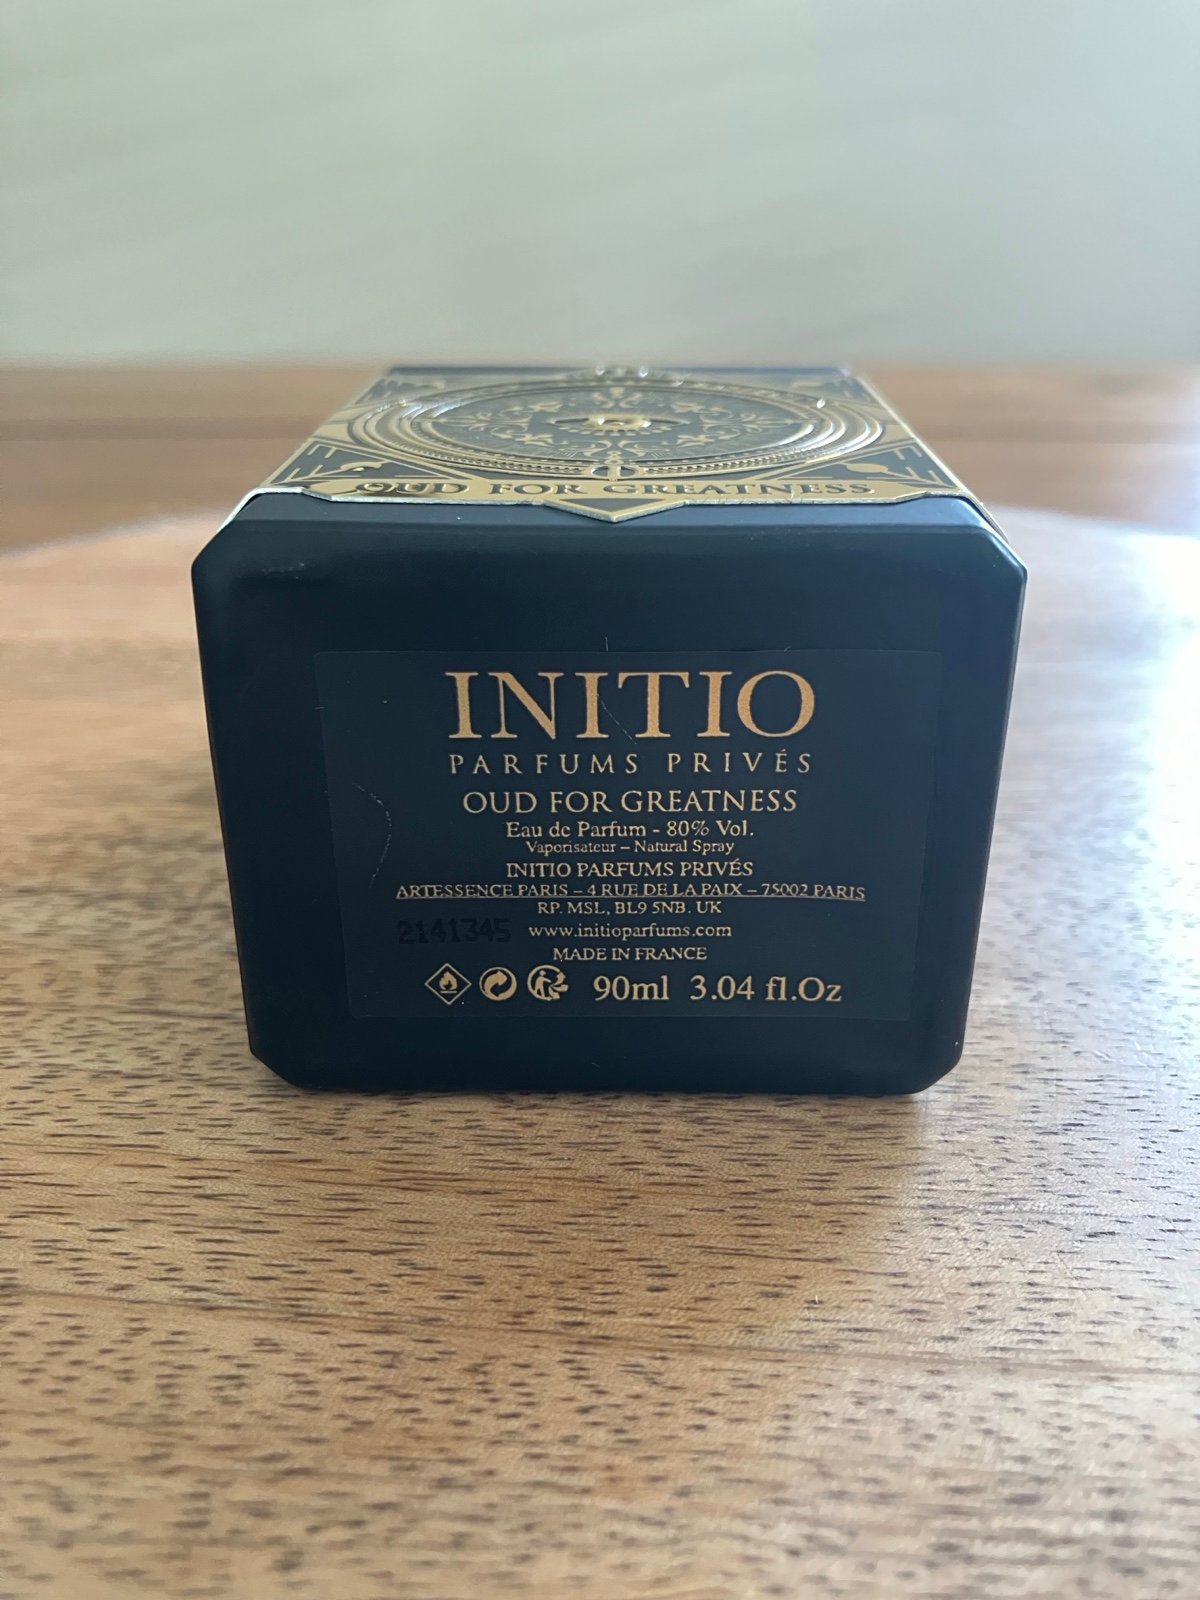 OUD FOR GREATNESS
INITIO
PARFUMS PRIVÉS
OUD FOR GREATNESS
Eau de Parfum - 80% Vol.
Vaporisateur – Natural Spray
INITIO PARFUMS PRIVÉS
ARTESSENCE PARIS – 4 RUE DE LA PAIX – 75002 PARIS
RP. MSL, BL9 5NB. UK
2141345 www.initioparfums.com
MADE IN FRANCE
90ml 3.04 fl.Oz